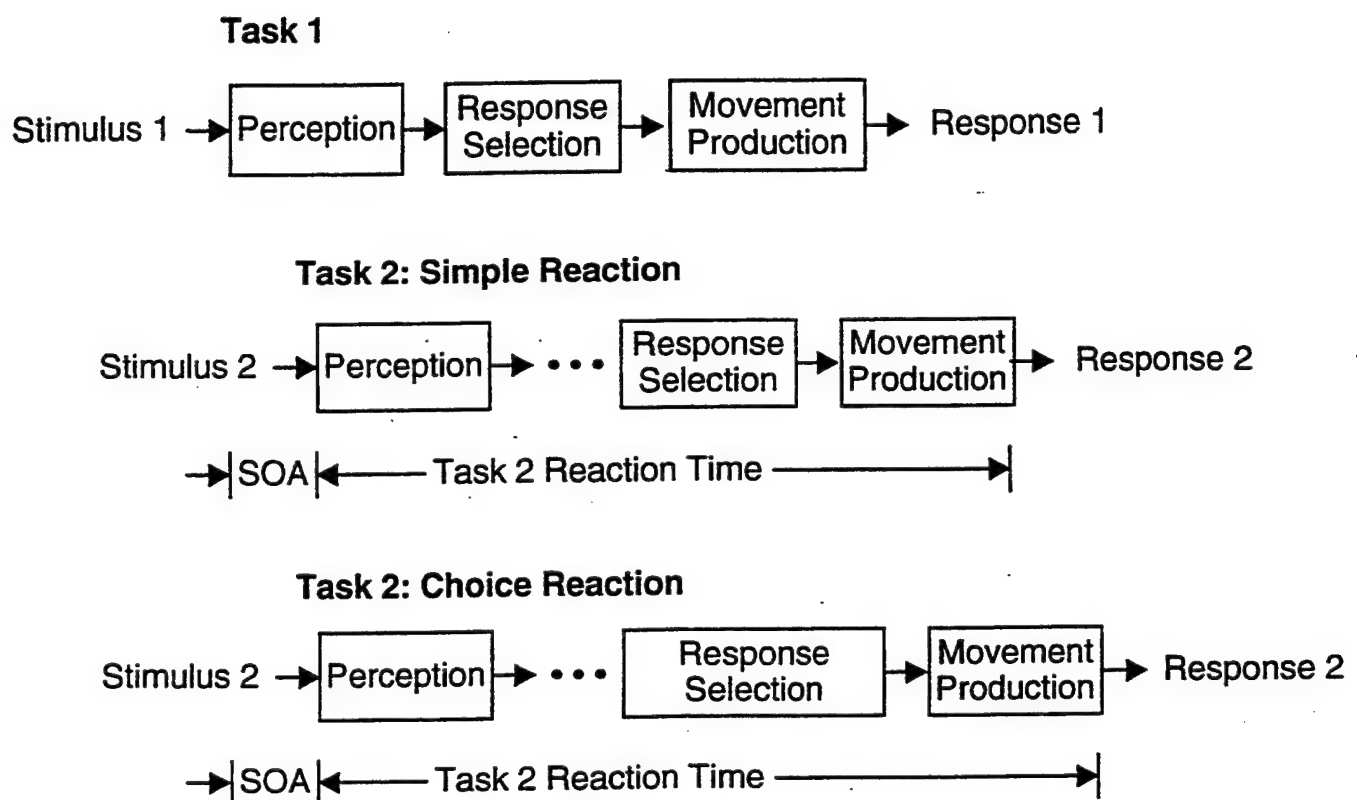 Task 1
Stimulus 1 Perception Response Selection Movement Production Response 1
Task 2: Simple Reaction
Stimulus 2 Perception • • • Response Selection Movement Production Response 2
SOA Task 2 Reaction Time
Task 2: Choice Reaction
Stimulus 2 Perception • • • Response Selection Movement Production Response 2
SOA Task 2 Reaction Time